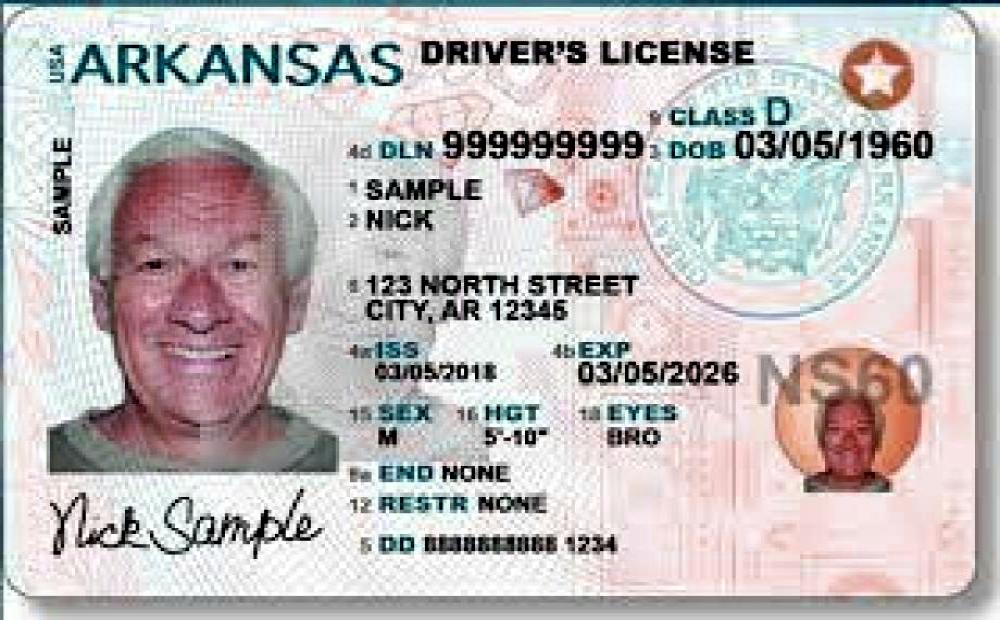 USA ARKANSAS DRIVER'S LICENSE
SAMPLE
9 CLASS D
4d DLN 999999999 3 DOB 03/05/1960
1 SAMPLE
2 NICK
8 123 NORTH STREET
CITY, AR 12345
4a ISS 4b EXP
03/05/2018 03/05/2026
NS60
15 SEX 16 HGT 18 EYES
M 5'-10" BRO
9a END NONE
12 RESTR NONE
5 DD 8888888888 1234
Nick Sample